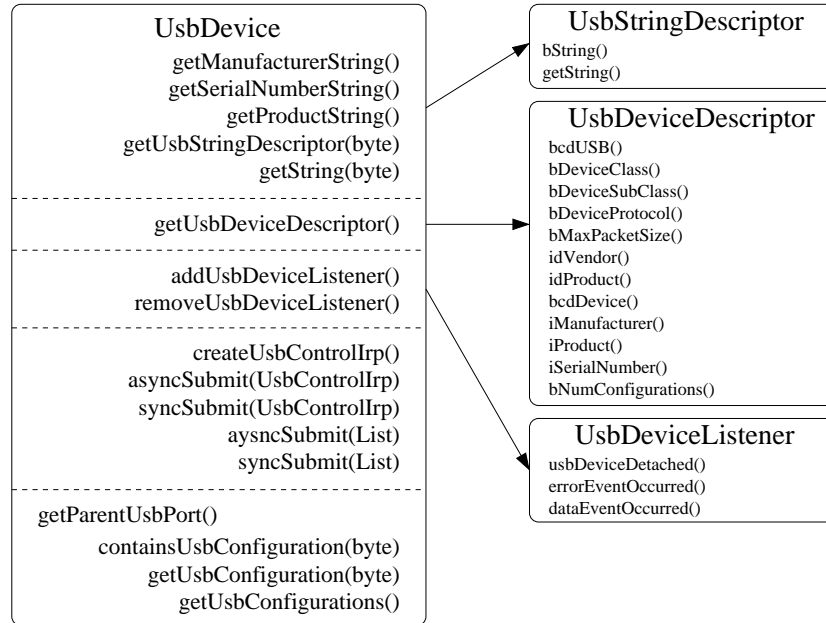 UsbDevice
getManufacturerString()
getSerialNumberString()
getProductString()
getUsbStringDescriptor(byte)
getString(byte)
getUsbDeviceDescriptor()
addUsbDeviceListener()
removeUsbDeviceListener()
createUsbControlIrp()
asyncSubmit(UsbControlIrp)
syncSubmit(UsbControlIrp)
aysncSubmit(List)
syncSubmit(List)
getParentUsbPort()
containsUsbConfiguration(byte)
getUsbConfiguration(byte)
getUsbConfigurations()
UsbStringDescriptor
bString()
getString()
UsbDeviceDescriptor
bcdUSB()
bDeviceClass()
bDeviceSubClass()
bDeviceProtocol()
bMaxPacketSize()
idVendor()
idProduct()
bcdDevice()
iManufacturer()
iProduct()
iSerialNumber()
bNumConfigurations()
UsbDeviceListener
usbDeviceDetached()
errorEventOccurred()
dataEventOccurred()